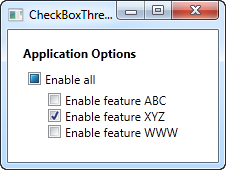 CheckBoxThre...
Application Options
Enable all
Enable feature ABC
Enable feature XYZ
Enable feature WWW